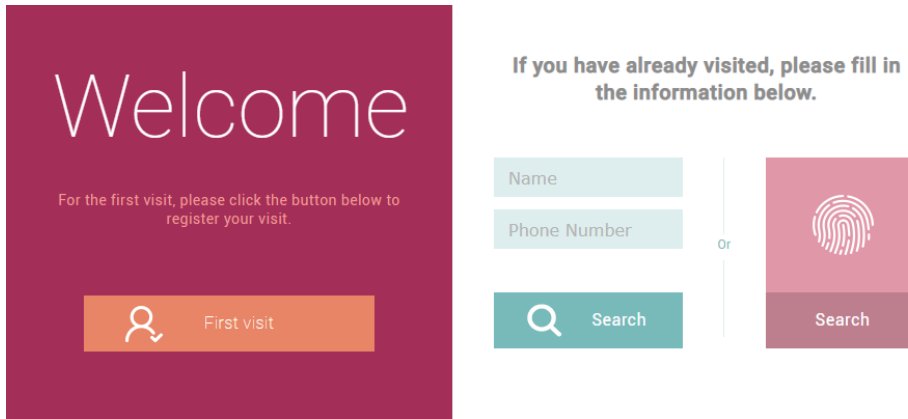 Welcome
For the first visit, please click the button below to
register your visit.
First visit
If you have already visited, please fill in
the information below.
Name
Phone Number
Search
Or
Search